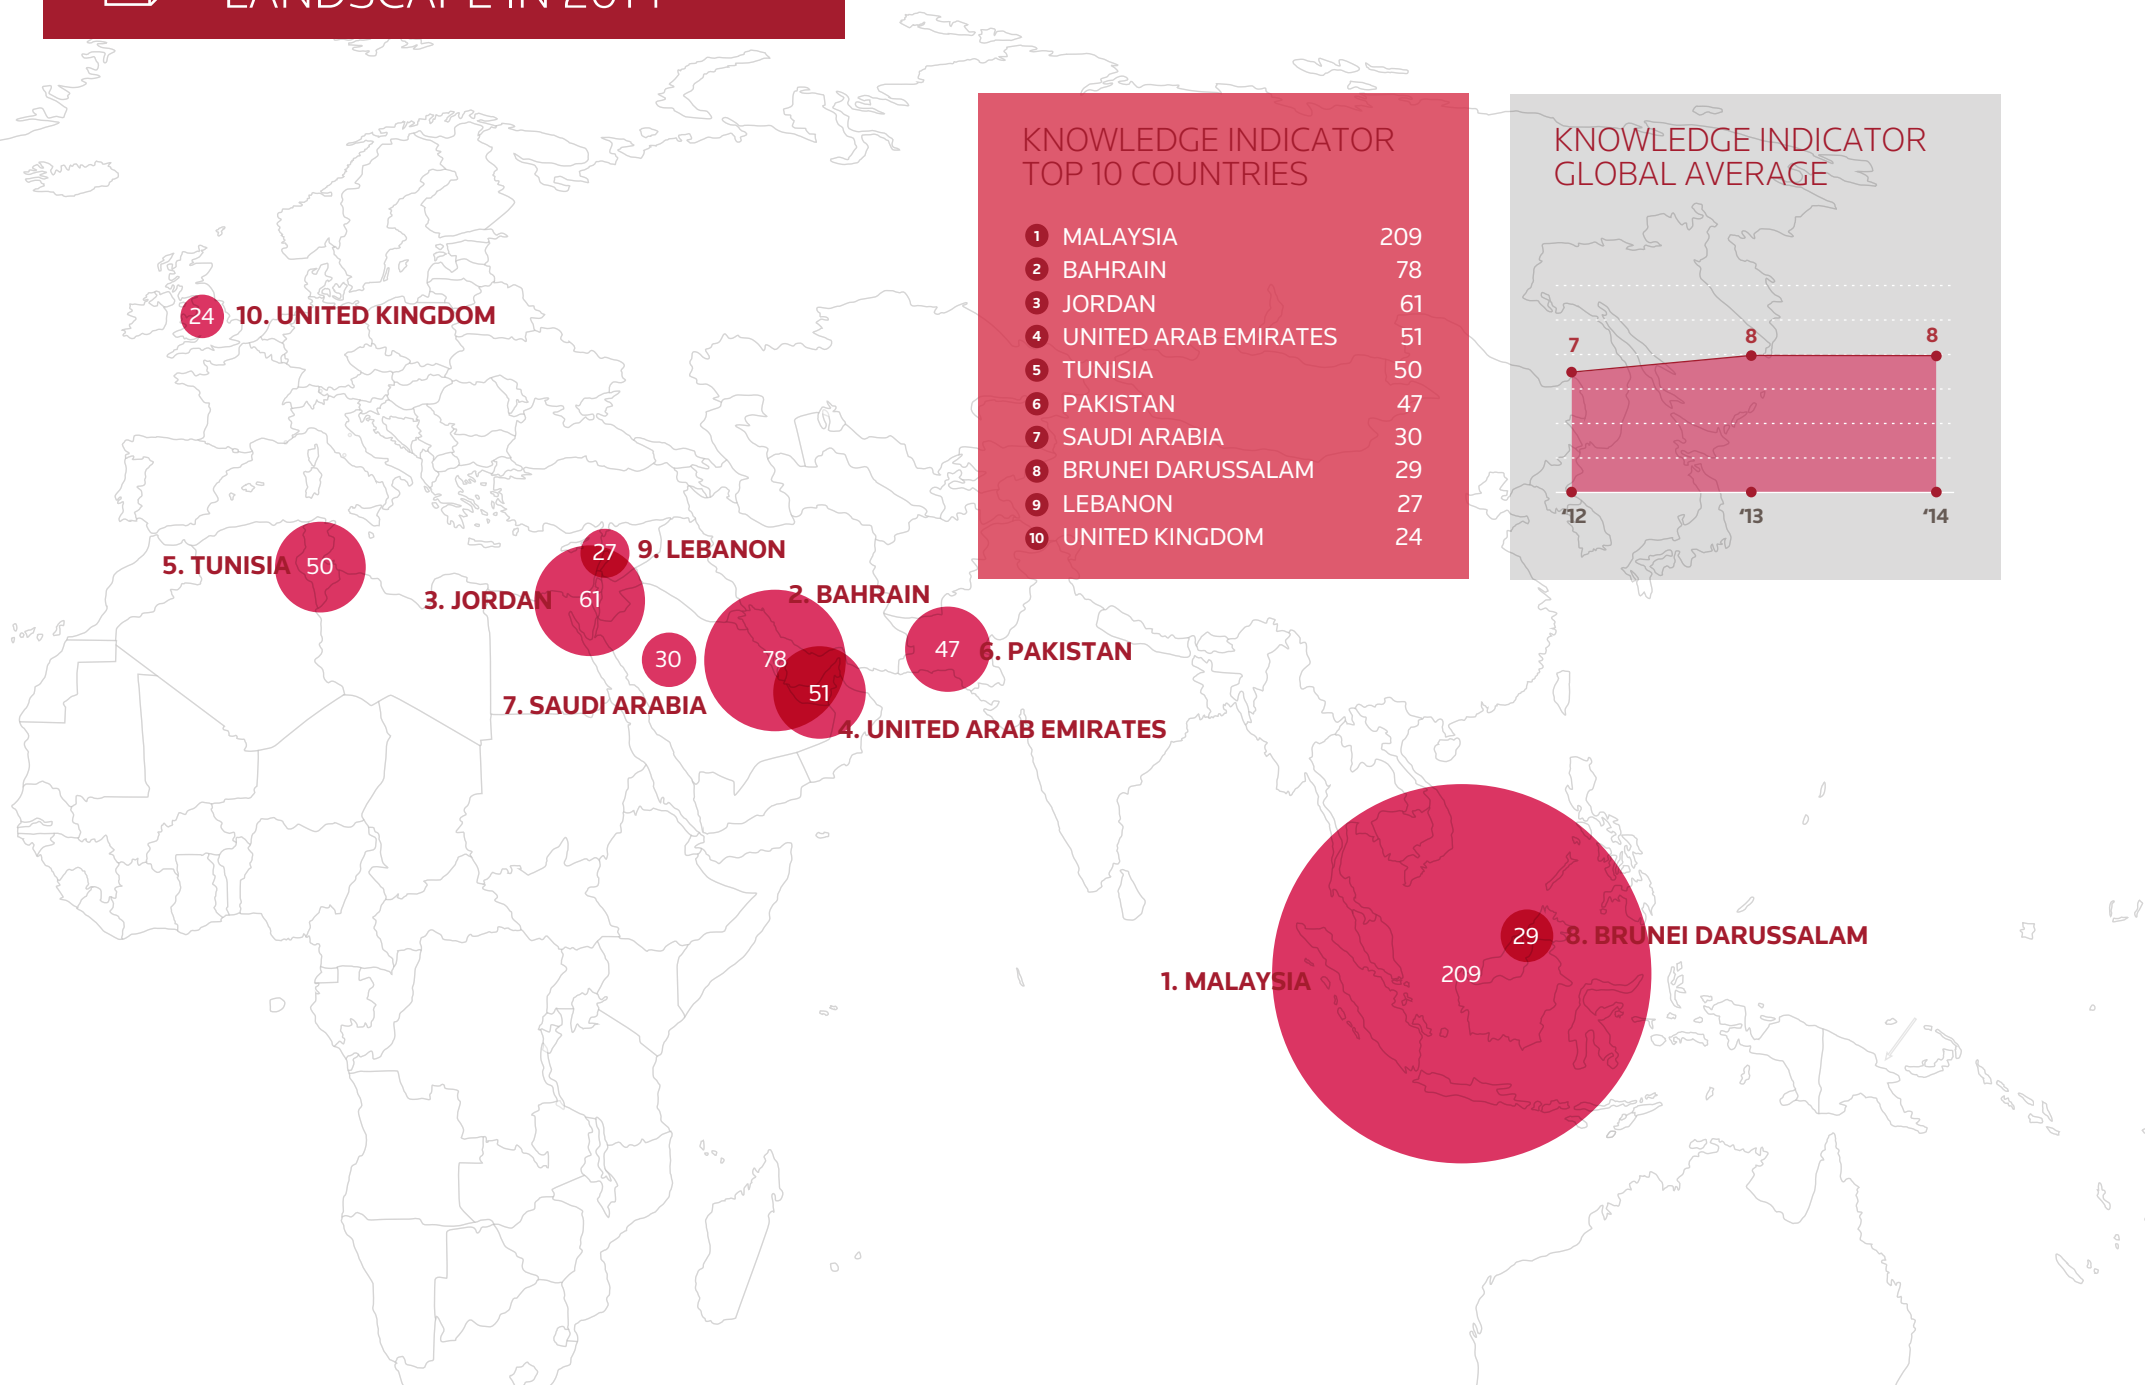 LANDSCAPE IN 2014
KNOWLEDGE INDICATOR
TOP 10 COUNTRIES
1 MALAYSIA 209
2 BAHRAIN 78
3 JORDAN 61
4 UNITED ARAB EMIRATES 51
5 TUNISIA 50
6 PAKISTAN 47
7 SAUDI ARABIA 30
8 BRUNEI DARUSSALAM 29
9 LEBANON 27
10 UNITED KINGDOM 24
KNOWLEDGE INDICATOR
GLOBAL AVERAGE
7 8 8
‘12 ‘13 ‘14
24 10. UNITED KINGDOM
5. TUNISIA 50
27 9. LEBANON
3. JORDAN 61
2. BAHRAIN
78
30
7. SAUDI ARABIA
47 6. PAKISTAN
51
4. UNITED ARAB EMIRATES
29 8. BRUNEI DARUSSALAM
1. MALAYSIA 209